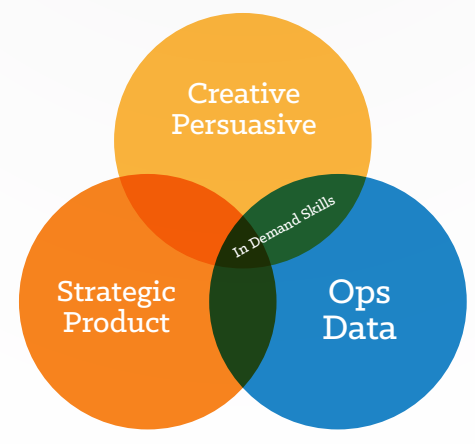 Creative
Persuasive
In Demand Skills
Strategic
Product
Ops
Data